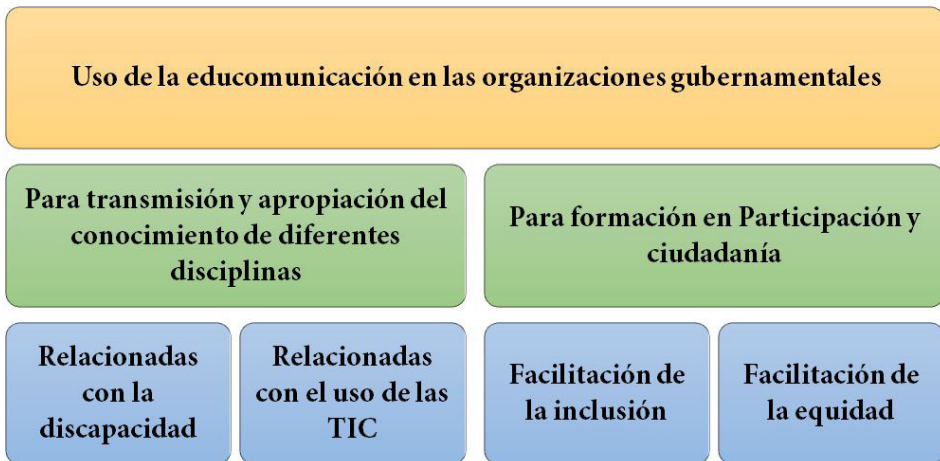 Uso de la educomunicación en las organizaciones gubernamentales
Para transmisión y apropiación del
conocimiento de diferentes
disciplinas
Para formación en Participación y
ciudadanía
Relacionadas
con la
discapacidad
Relacionadas
con el uso de las
TIC
Facilitación de
la inclusión
Facilitación de
la equidad